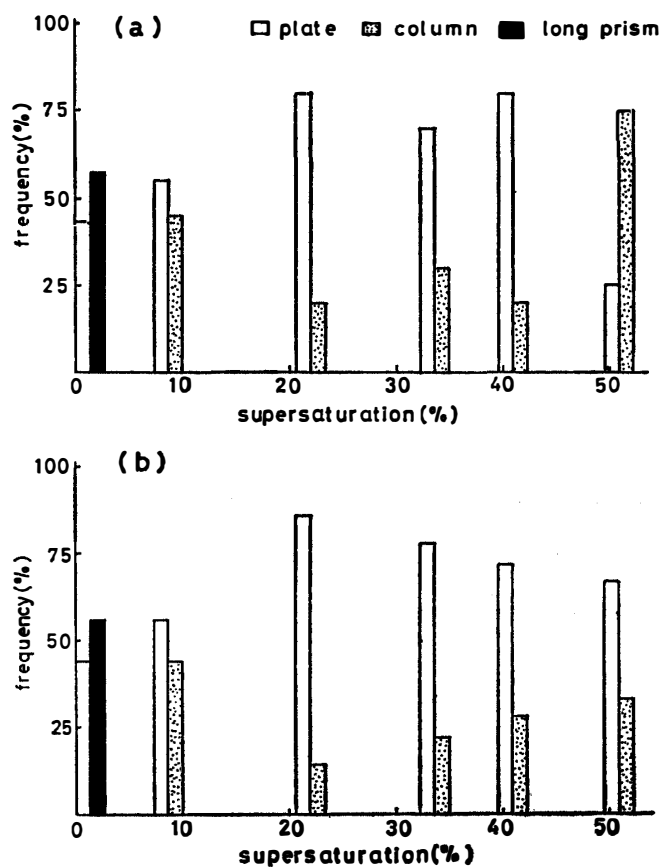 100
(a) plate column long prism
75
50
25
frequency(%)
0 10 20 30 40 50
supersaturation(%)
100
(b)
75
50
25
frequency(%)
0 10 20 30 40 50
supersaturation(%)